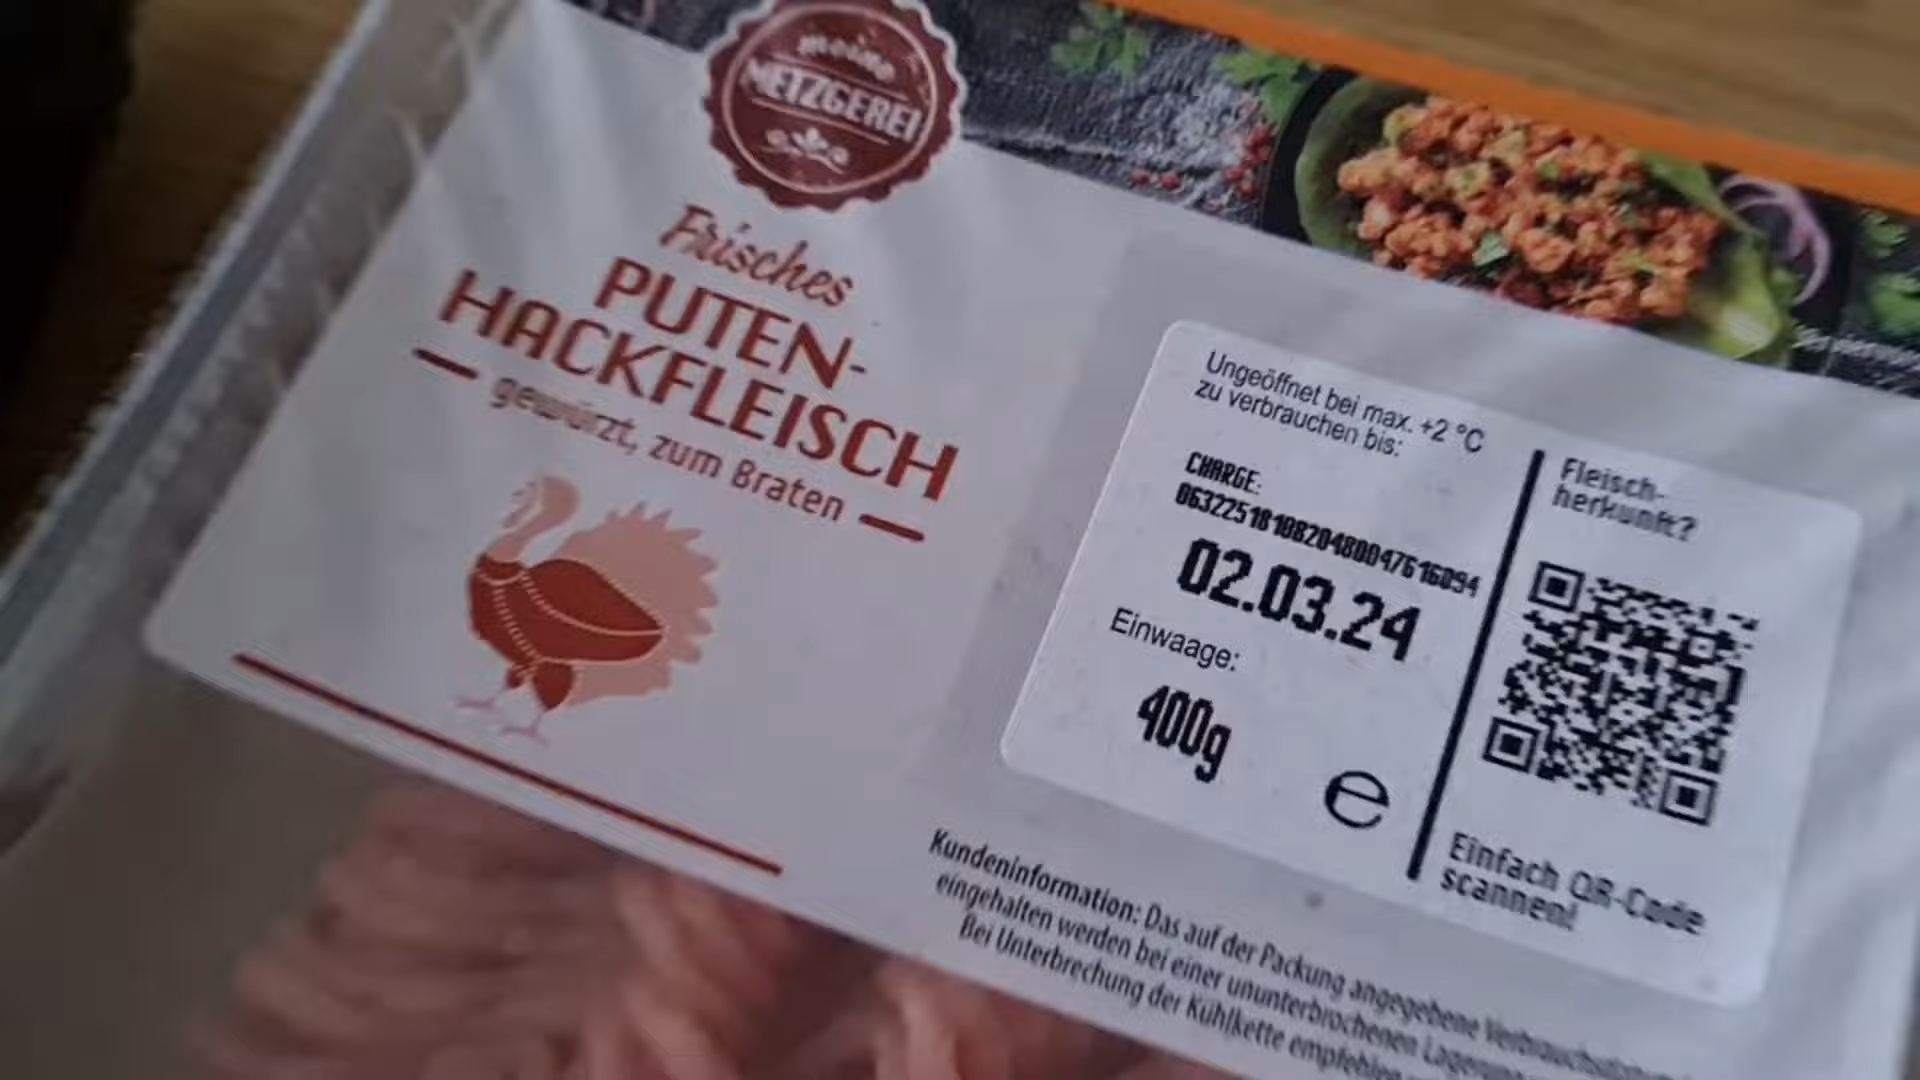 meine
METZGEREI
Frisches
PUTEN-
HACKFLEISCH
gewürzt, zum Braten
Ungeöffnet bei max. +2 °C
zu verbrauchen bis:
CHARGE:
02.03.24
Einwaage:
400g
e
Fleisch-
herkunft?
Einfach QR-Code
scannen!
Kundeninformation: Das auf der Packung angegebene
eingehalten werden bei einer ununterbrochenen
Bei Unterbrechung der Kühlkette